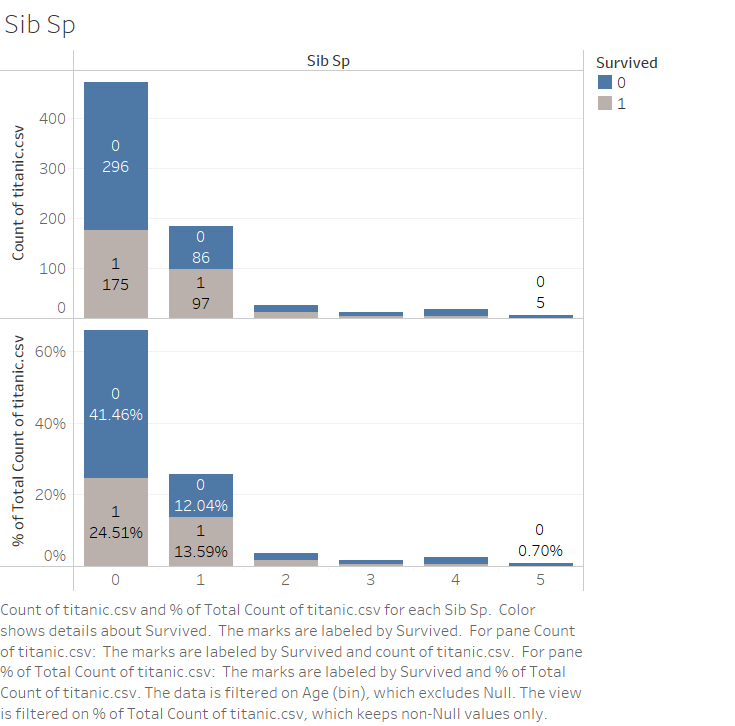 Sib Sp
Sib Sp
Survived
0
1
Count of titanic.csv
400
300
200
100
0
0
296
1
175
0
86
1
97
0
5
% of Total Count of titanic.csv
60%
40%
20%
0%
0
41.46%
1
24.51%
0
12.04%
1
13.59%
0
0.70%
0 1 2 3 4 5
Count of titanic.csv and % of Total Count of titanic.csv for each Sib Sp.  Color
shows details about Survived.  The marks are labeled by Survived.  For pane Count
of titanic.csv:  The marks are labeled by Survived and count of titanic.csv.  For pane
% of Total Count of titanic.csv:  The marks are labeled by Survived and % of Total
Count of titanic.csv. The data is filtered on Age (bin), which excludes Null. The view
is filtered on % of Total Count of titanic.csv, which keeps non-Null values only.